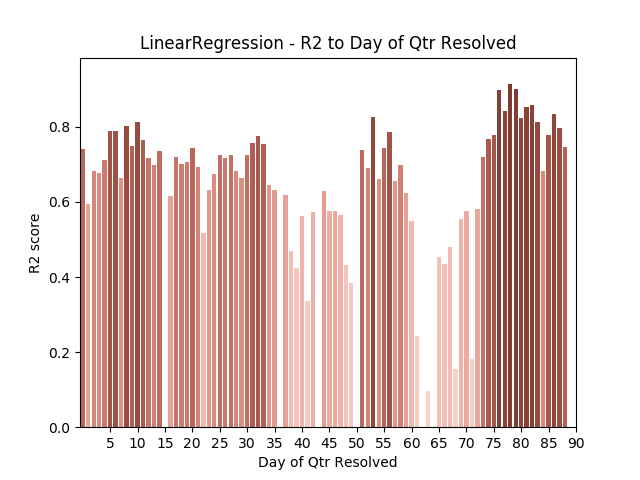 LinearRegression - R2 to Day of Qtr Resolved
R2 score
0.8
0.6
0.4
0.2
0.0
5 10 15 20 25 30 35 40 45 50 55 60 65 70 75 80 85 90
Day of Qtr Resolved